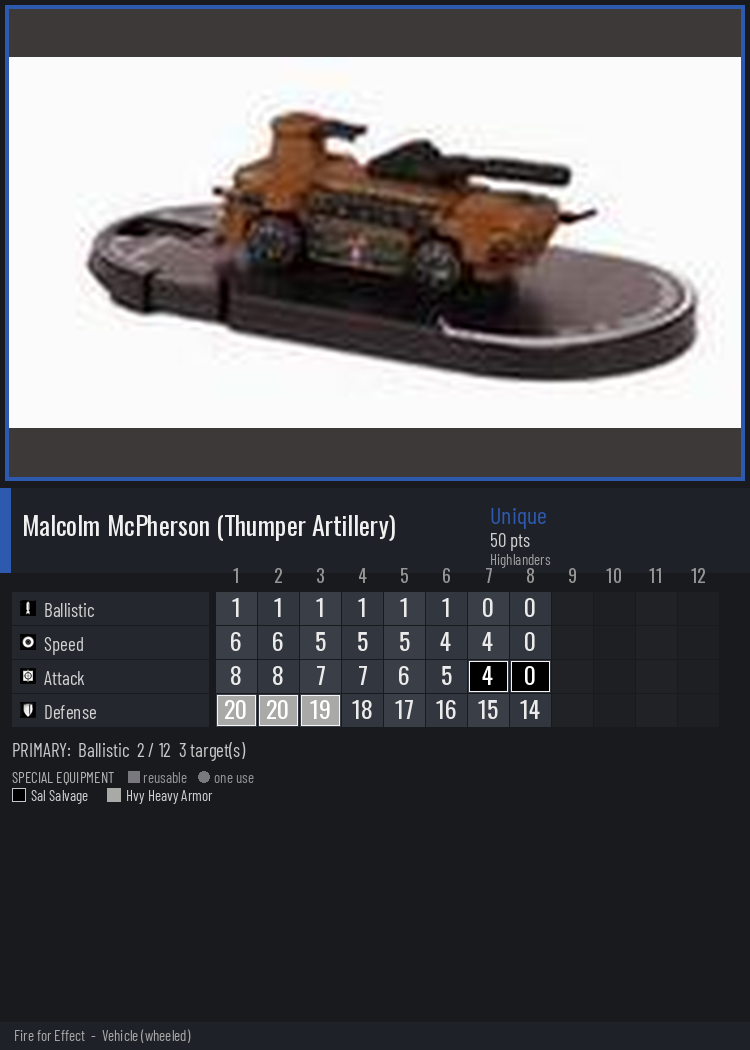 Malcolm McPherson (Thumper Artillery)
Unique
50 pts
Highlanders
1 2 3 4 5 6 7 8 9 10 11 12
Ballistic 1 1 1 1 1 1 0 0
Speed 6 6 5 5 5 4 4 0
Attack 8 8 7 7 6 5 4 0
Defense 20 20 19 18 17 16 15 14
PRIMARY: Ballistic 2 / 12 3 target(s)
SPECIAL EQUIPMENT reusable one use
Sal Salvage Hvy Heavy Armor
Fire for Effect - Vehicle (wheeled)